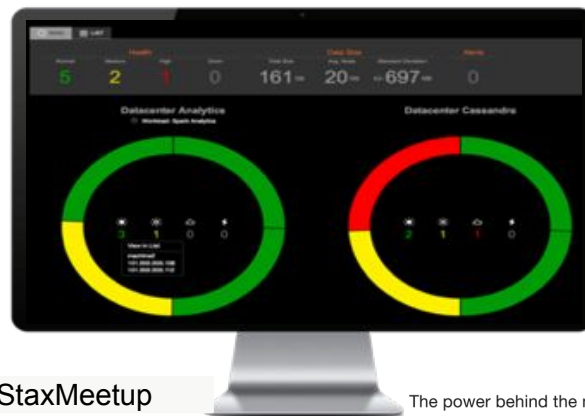 LIST
Health
Data Size
Alerts
Normal
Medium
High
Down
Total Size
Avg. Node
Standard Deviation
5
2
1
0
161
20
697
0
Datacenter Analytics
Workload: Spark Analytics
3
1
0
0
View in List
Datacenter Cassandra
2
1
1
0
StaxMeetup
The power behind the